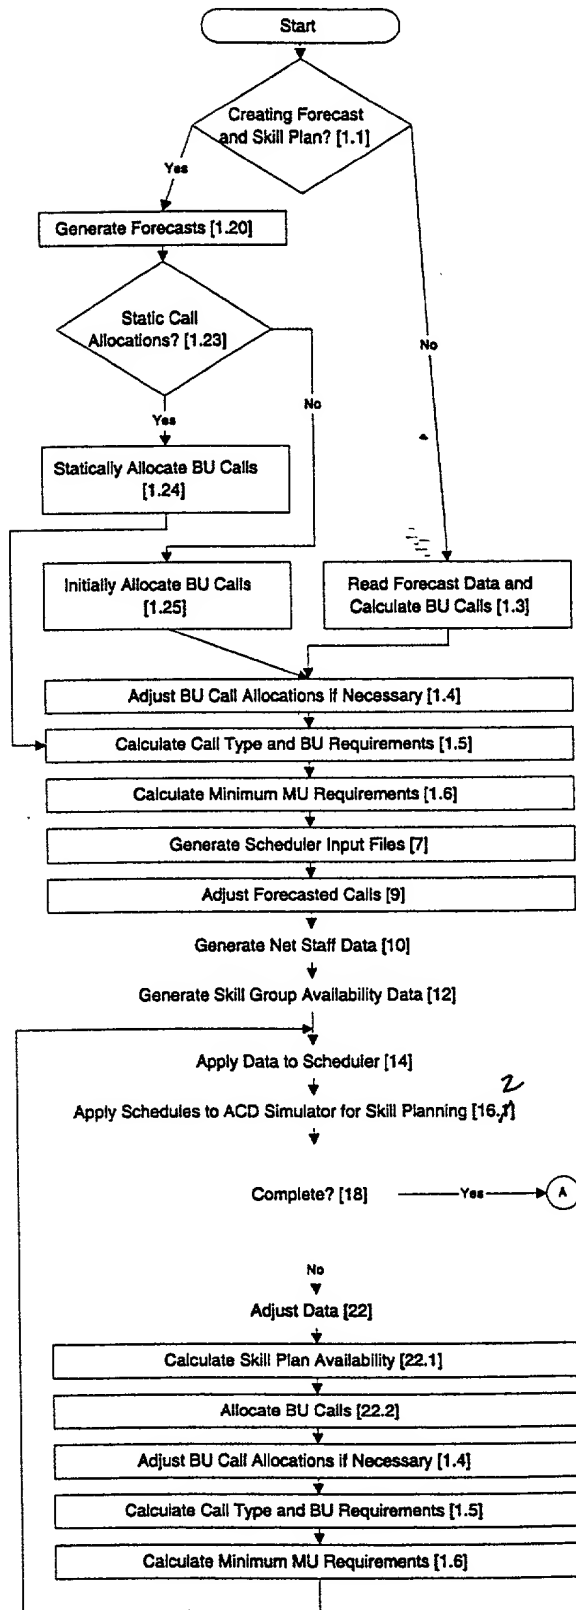 Start
Creating Forecast
and Skill Plan? [1.1]
Yes
Generate Forecasts [1.20]
Static Call
Allocations? [1.23]
No
No
Yes
Statically Allocate BU Calls
[1.24]
Initially Allocate BU Calls
[1.25]
Read Forecast Data and
Calculate BU Calls [1.3]
Adjust BU Call Allocations if Necessary [1.4]
Calculate Call Type and BU Requirements [1.5]
Calculate Minimum MU Requirements [1.6]
Generate Scheduler Input Files [7]
Adjust Forecasted Calls [9]
Generate Net Staff Data [10]
Generate Skill Group Availability Data [12]
Apply Data to Scheduler [14]
2
Apply Schedules to ACD Simulator for Skill Planning [16.1]
Complete? [18]
Yes
A
No
Adjust Data [22]
Calculate Skill Plan Availability [22.1]
Allocate BU Calls [22.2]
Adjust BU Call Allocations if Necessary [1.4]
Calculate Call Type and BU Requirements [1.5]
Calculate Minimum MU Requirements [1.6]